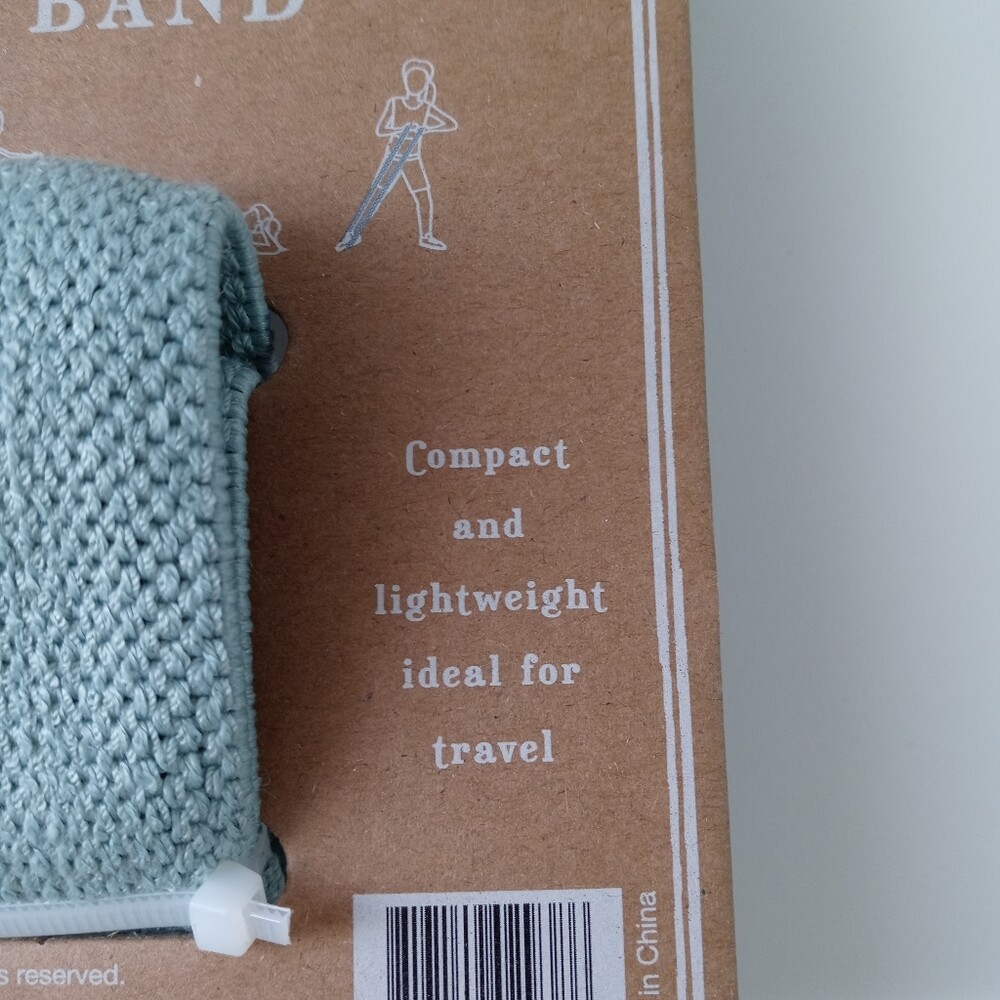 BAND
Compact
and
lightweight
ideal for
travel
s reserved.
in China